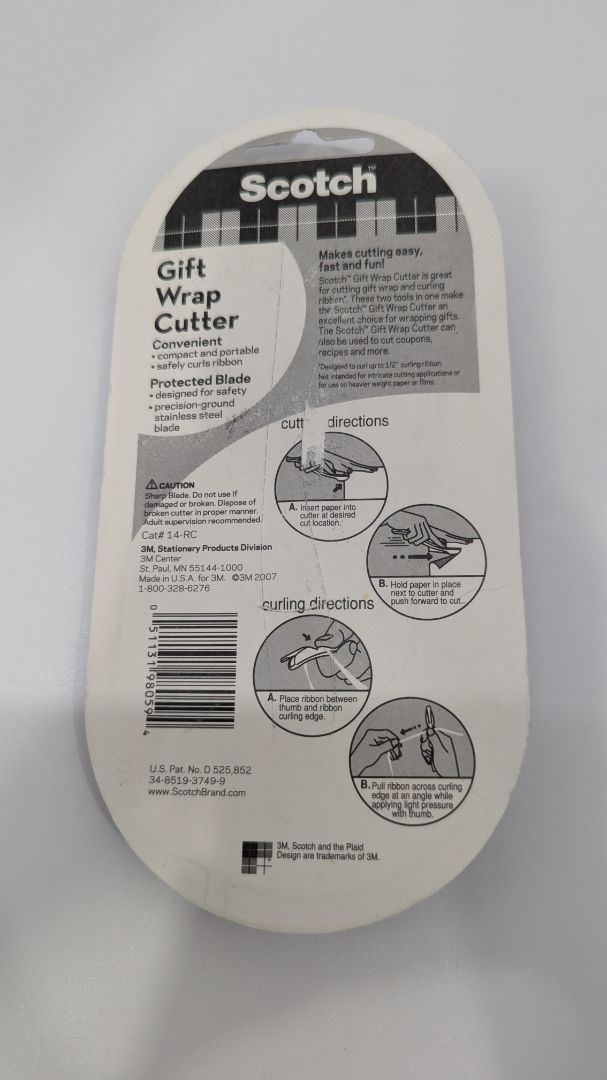 Scotch™
Gift
Wrap
Cutter
Convenient
• compact and portable
• safely curls ribbon
Protected Blade
• designed for safety
• precision-ground
stainless steel
blade
Makes cutting easy,
fast and fun!
Scotch™ Gift Wrap Cutter is great
for cutting gift wrap and curling
ribbon*. These two tools in one make
the Scotch™ Gift Wrap Cutter an
excellent choice for wrapping gifts.
The Scotch™ Gift Wrap Cutter can
also be used to cut coupons,
recipes and more.
*Designed to curl up to 1/2" curling ribbon.
Not intended for intricate cutting applications or
for use on heavier weight paper or films.
directions
A. Insert paper into
cutter at desired
cut location.
B. Hold paper in place
next to cutter and
push forward to cut.
⚠ CAUTION
Sharp Blade. Do not use if
damaged or broken. Dispose of
broken cutter in proper manner.
Adult supervision recommended.
Cat# 14-RC
3M, Stationery Products Division
3M Center
St. Paul, MN 55144-1000
Made in U.S.A. for 3M. ©3M 2007
1-800-328-6276
curling directions
A. Place ribbon between
thumb and ribbon
curling edge.
B. Pull ribbon across curling
edge at an angle while
applying light pressure
with thumb.
0 51131 98059 4
U.S. Pat. No. D 525,852
34-8519-3749-9
www.ScotchBrand.com
3M, Scotch and the Plaid
Design are trademarks of 3M.